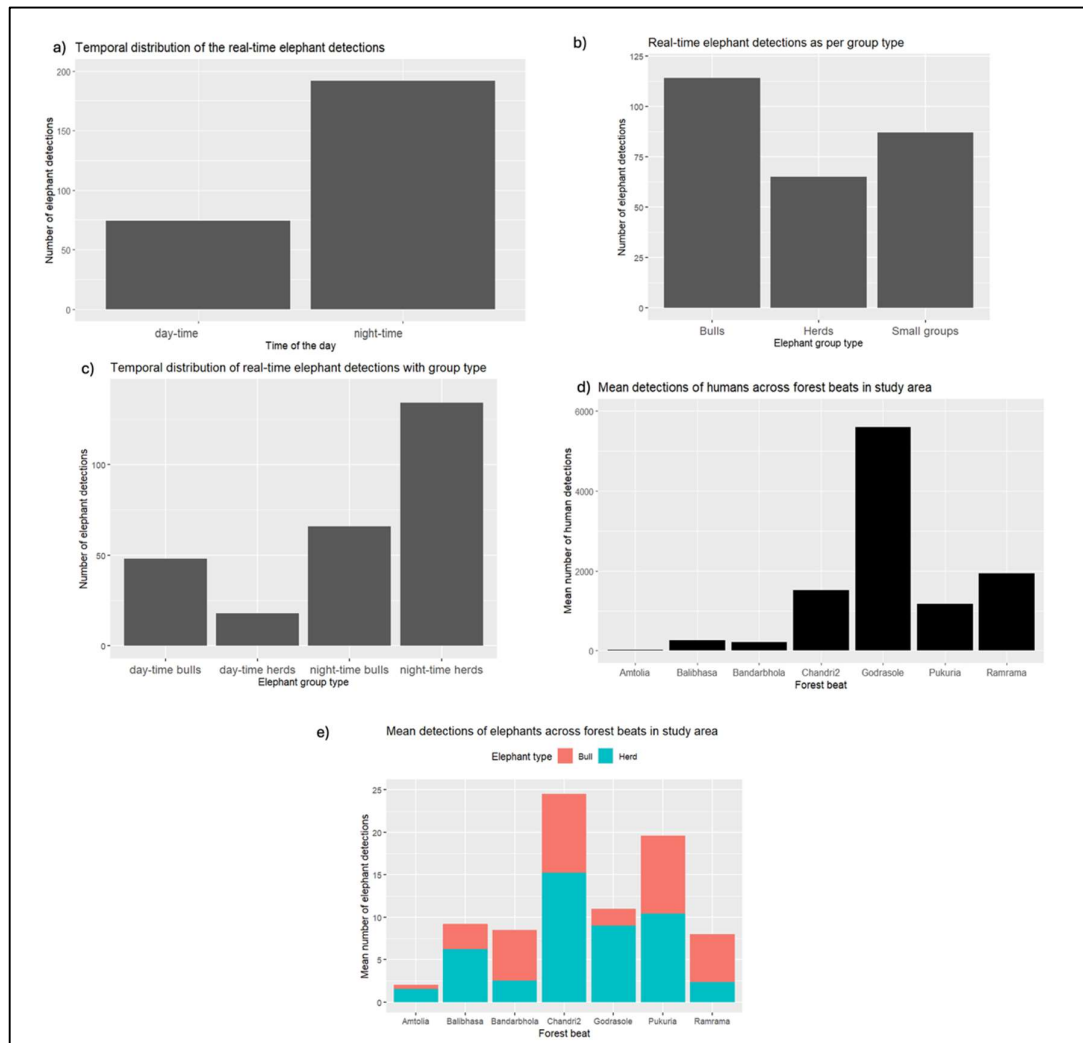 a) Temporal distribution of the real-time elephant detections
200
150
100
50
0
Number of elephant detections
day-time night-time
Time of the day
b) Real-time elephant detections as per group type
125
100
75
50
25
0
Number of elephant detections
Bulls Herds Small groups
Elephant group type
c) Temporal distribution of real-time elephant detections with group type
100
50
0
Number of elephant detections
day-time bulls day-time herds night-time bulls night-time herds
Elephant group type
d) Mean detections of humans across forest beats in study area
6000
4000
2000
0
Mean number of human detections
Amtolia Balibhasa Bandarbhola Chandri2 Godrasole Pukuria Ramrama
Forest beat
e) Mean detections of elephants across forest beats in study area
Elephant type Bull Herd
25
20
15
10
5
0
Mean number of elephant detections
Amtolia Balibhasa Bandarbhola Chandri2 Godrasole Pukuria Ramrama
Forest beat